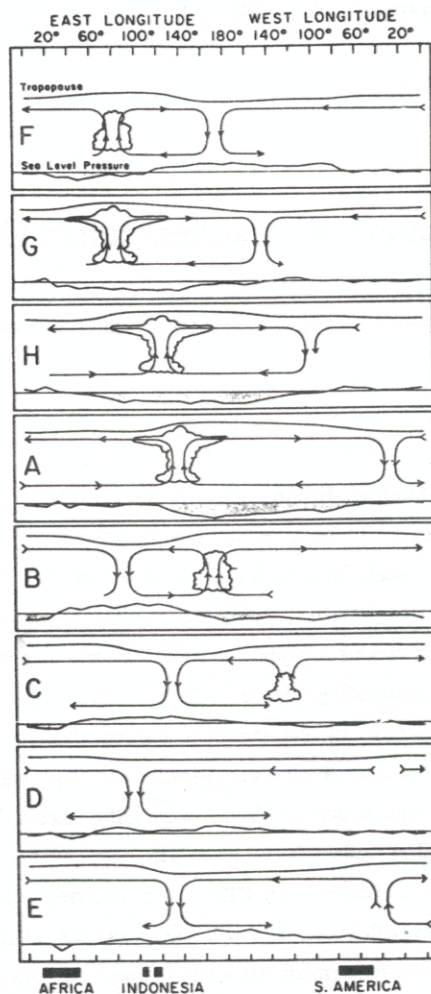 EAST LONGITUDE WEST LONGITUDE
20° 60° 100° 140° 180° 140° 100° 60° 20°
Tropopause
F
Sea Level Pressure
G
H
A
B
C
D
E
AFRICA INDONESIA S. AMERICA